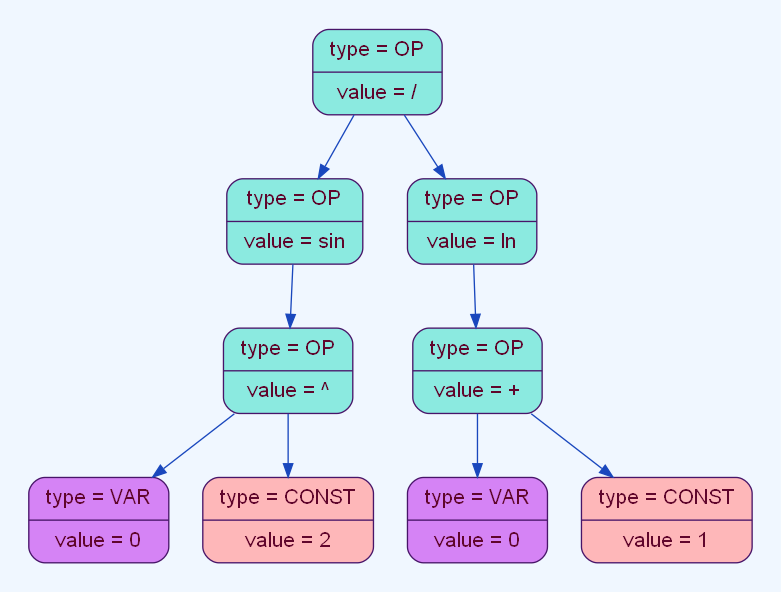 type = OP
value = /
type = OP
value = sin
type = OP
value = ln
type = OP
value = ^
type = OP
value = +
type = VAR
value = 0
type = CONST
value = 2
type = VAR
value = 0
type = CONST
value = 1